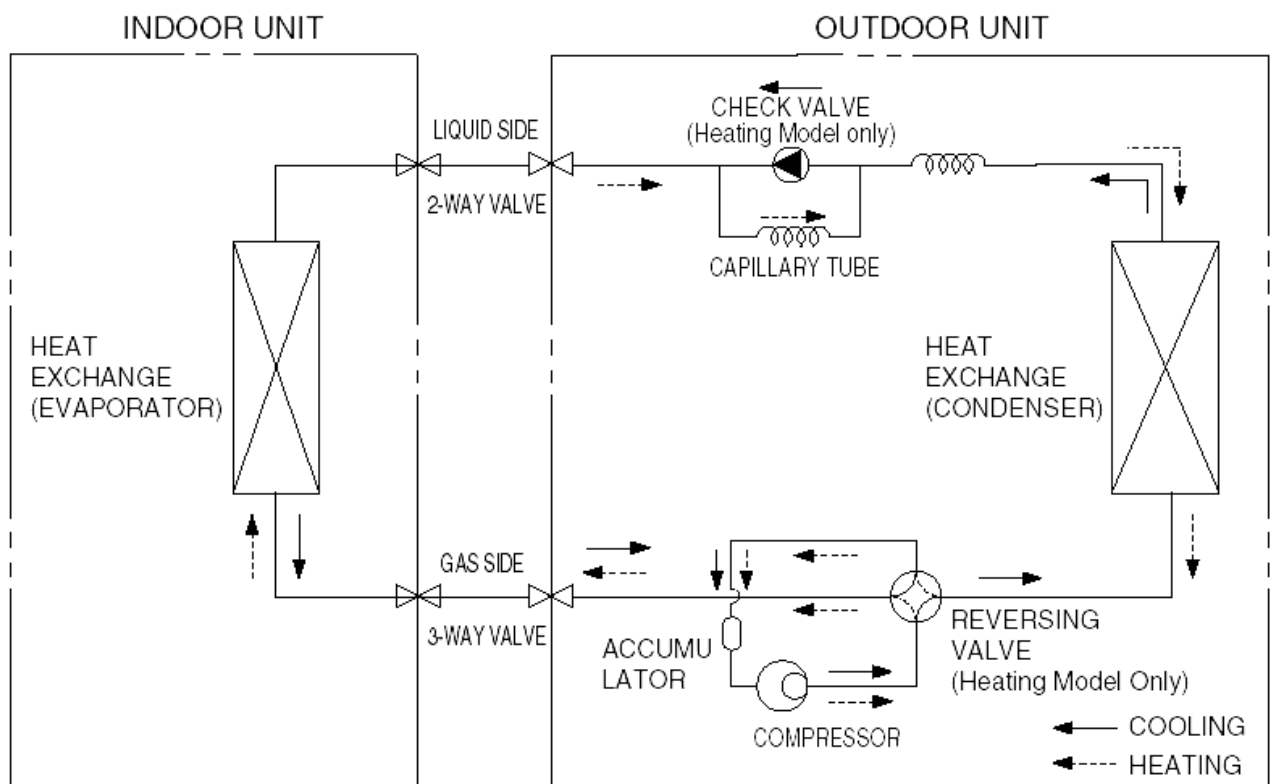 INDOOR UNIT
OUTDOOR UNIT
CHECK VALVE
(Heating Model only)
LIQUID SIDE
2-WAY VALVE
CAPILLARY TUBE
HEAT
EXCHANGE
(EVAPORATOR)
HEAT
EXCHANGE
(CONDENSER)
GAS SIDE
3-WAY VALVE
ACCUMU
LATOR
COMPRESSOR
REVERSING
VALVE
(Heating Model Only)
COOLING
HEATING